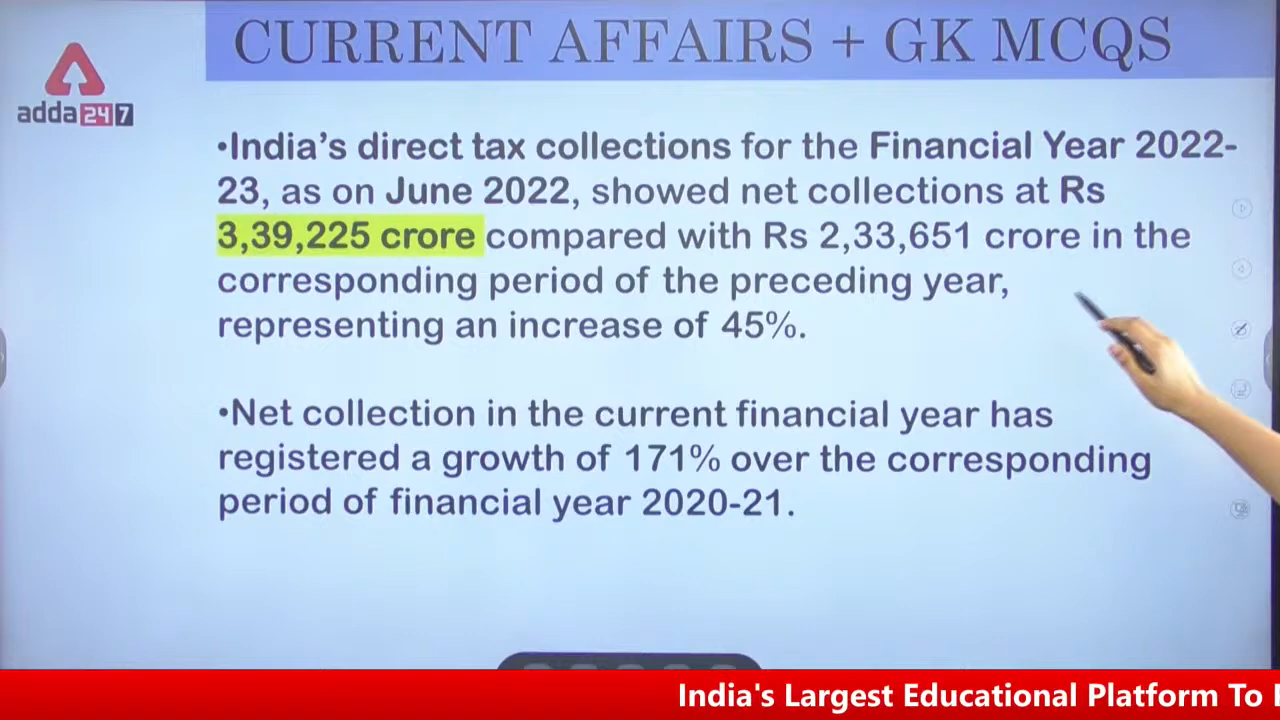 CURRENT AFFAIRS + GK MCQS
adda247
•India’s direct tax collections for the Financial Year 2022-
23, as on June 2022, showed net collections at Rs
3,39,225 crore compared with Rs 2,33,651 crore in the
corresponding period of the preceding year,
representing an increase of 45%.
•Net collection in the current financial year has
registered a growth of 171% over the corresponding
period of financial year 2020-21.
India's Largest Educational Platform To